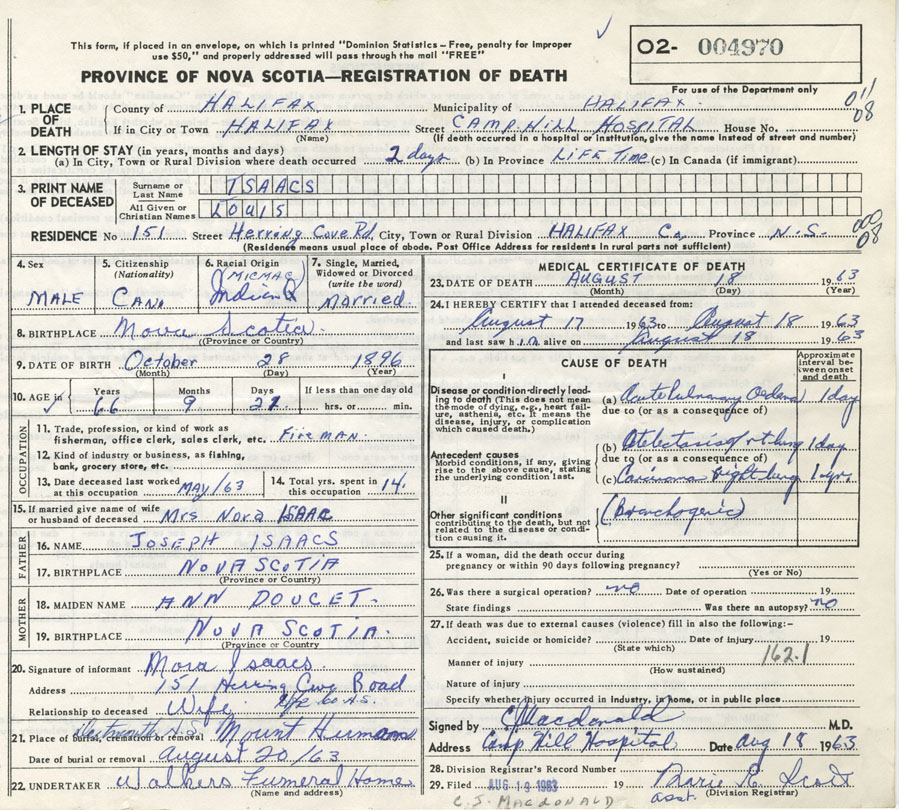 This form, if placed in an envelope, on which is printed "Dominion Statistics – Free, penalty for improper
use $50," and properly addressed will pass through the mail "FREE"
02- 004970
PROVINCE OF NOVA SCOTIA—REGISTRATION OF DEATH
For use of the Department only
1. PLACE OF DEATH
County of HALIFAX Municipality of HALIFAX 011
If in City or Town HALIFAX Street CAMP HILL HOSPITAL House No. 08
(Name) (If death occurred in a hospital or institution, give the name instead of street and number)
2. LENGTH OF STAY (in years, months and days)
(a) In City, Town or Rural Division where death occurred 2 days (b) In Province LIFE TIME (c) In Canada (if immigrant)
3. PRINT NAME OF DECEASED
Surname or Last Name ISAACS
All Given or Christian Names LOUIS
RESIDENCE No 151 Street Herring Cove Rd, City, Town or Rural Division HALIFAX Co, Province N.S. 08
(Residence means usual place of abode. Post Office Address for residents in rural parts not sufficient)
4. Sex
MALE
5. Citizenship
(Nationality)
CAN.
6. Racial Origin
(MICMAC)
Indian
7. Single, Married, Widowed or Divorced
(write the word)
Married
8. BIRTHPLACE Nova Scotia
(Province or Country)
9. DATE OF BIRTH October 28 1896
(Month) (Day) (Year)
10. AGE in
Years Months Days If less than one day old
66 9 21 hrs. or min.
OCCUPATION
11. Trade, profession, or kind of work as
fisherman, office clerk, sales clerk, etc. Fireman
12. Kind of industry or business, as fishing,
bank, grocery store, etc.
13. Date deceased last worked at this occupation MAY/63
14. Total yrs. spent in this occupation 14
15. If married give name of wife
or husband of deceased Mrs Nora ISAAC
FATHER
16. NAME JOSEPH ISAACS
17. BIRTHPLACE NOVA SCOTIA
(Province or Country)
MOTHER
18. MAIDEN NAME ANN DOUCET
19. BIRTHPLACE NOVA SCOTIA
(Province or Country)
20. Signature of informant Nora Isaacs
Address 151 Herring Cove Road
Relationship to deceased Wife
21. Place of burial, cremation or removal Dartmouth N.S. Mount Hermon
Date of burial or removal August 20/63
22. UNDERTAKER Walkers Funeral Home
(Name and address)
MEDICAL CERTIFICATE OF DEATH
23. DATE OF DEATH AUGUST 18 1963
(Month) (Day) (Year)
24. I HEREBY CERTIFY that I attended deceased from:
August 17 1963 to August 18 1963
and last saw him alive on August 18 1963
CAUSE OF DEATH
Approximate interval between onset and death
I
Disease or condition directly leading to death (This does not mean the mode of dying, e.g., heart failure, asthenia, etc. It means the disease, injury, or complication which caused death.)
(a) Acute Pulmonary Oedema 1 day
due to (or as a consequence of)
Antecedent causes
Morbid conditions, if any, giving rise to the above cause, stating the underlying condition last.
(b) Atelectasis of rt lung 1 day
due to (or as a consequence of)
(c) Carcinoma Right lung 1 yr.
II
Other significant conditions
contributing to the death, but not related to the disease or condition causing it.
(Bronchogenic)
25. If a woman, did the death occur during
pregnancy or within 90 days following pregnancy?
(Yes or No)
26. Was there a surgical operation? no Date of operation 19
State findings Was there an autopsy? no
27. If death was due to external causes (violence) fill in also the following:–
Accident, suicide or homicide? Date of injury 19
(State which)
Manner of injury 162.1
(How sustained)
Nature of injury
Specify whether injury occurred in Industry, in home, or in public place
Signed by C Macdonald M.D.
Address Camp Hill Hospital Date Aug 18 1963
28. Division Registrar's Record Number
29. Filed AUG 19 1963 19 Marie Scott
asst. (Division Registrar)
C. S. MACDONALD